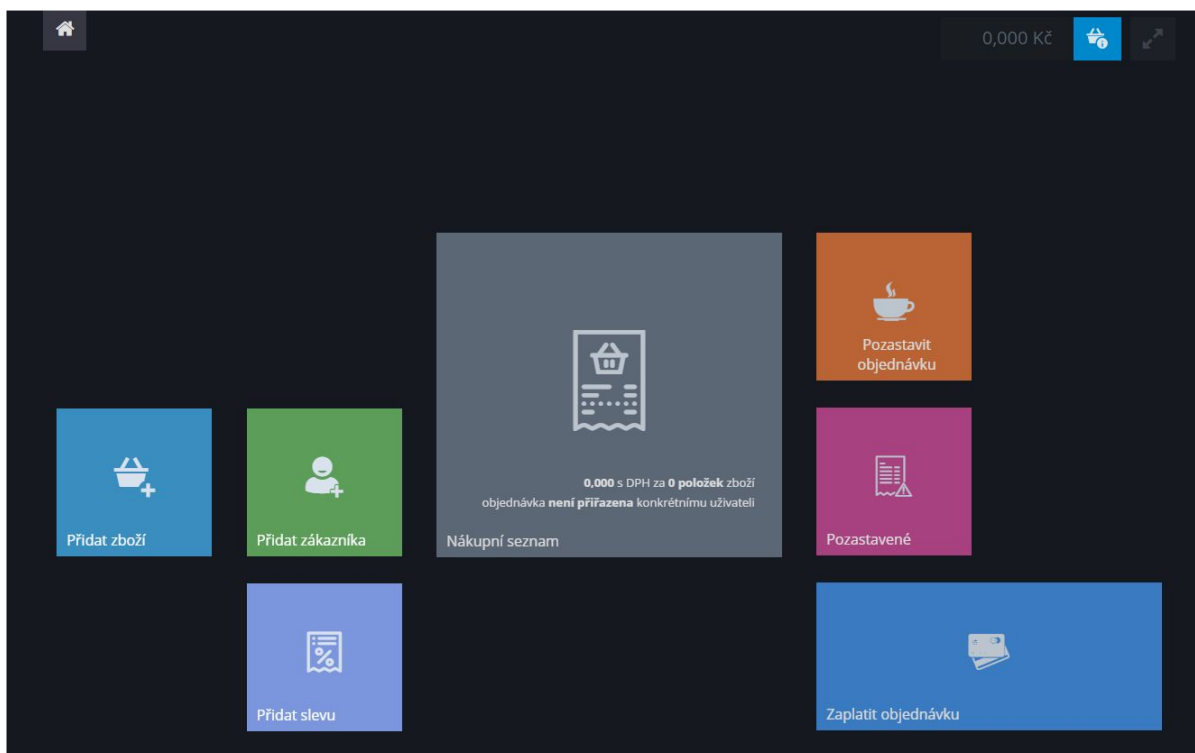 0,000 Kč
Pozastavit
objednávku
0,000 s DPH za 0 položek zboží
objednávka není přiřazena konkrétnímu uživateli
Přidat zboží
Přidat zákazníka
Nákupní seznam
Pozastavené
Přidat slevu
Zaplatit objednávku